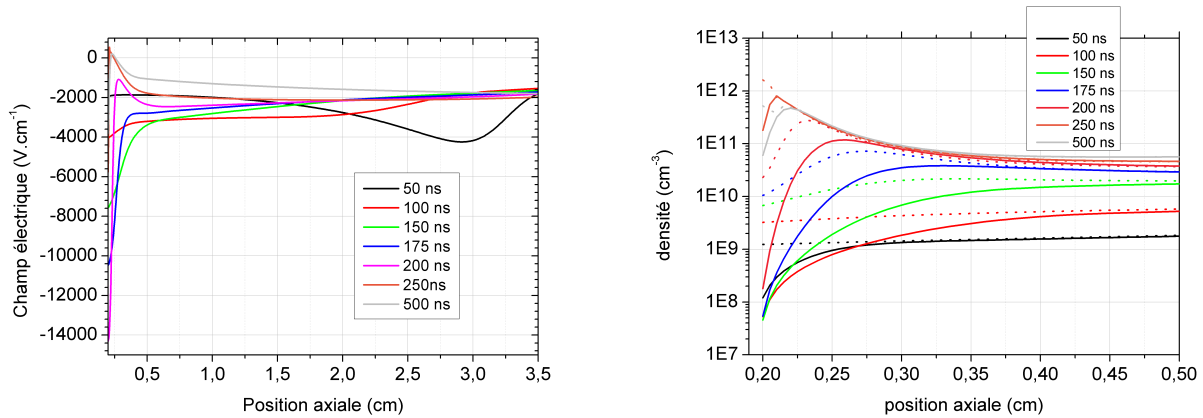 0
-2000
-4000
-6000
-8000
-10000
-12000
-14000
Champ électrique (V.cm⁻¹)
0,5 1,0 1,5 2,0 2,5 3,0 3,5
Position axiale (cm)
50 ns
100 ns
150 ns
175 ns
200 ns
250ns
500 ns
1E13
1E12
1E11
1E10
1E9
1E8
1E7
densité (cm⁻³)
0,20 0,25 0,30 0,35 0,40 0,45 0,50
position axiale (cm)
50 ns
100 ns
150 ns
175 ns
200 ns
250 ns
500 ns